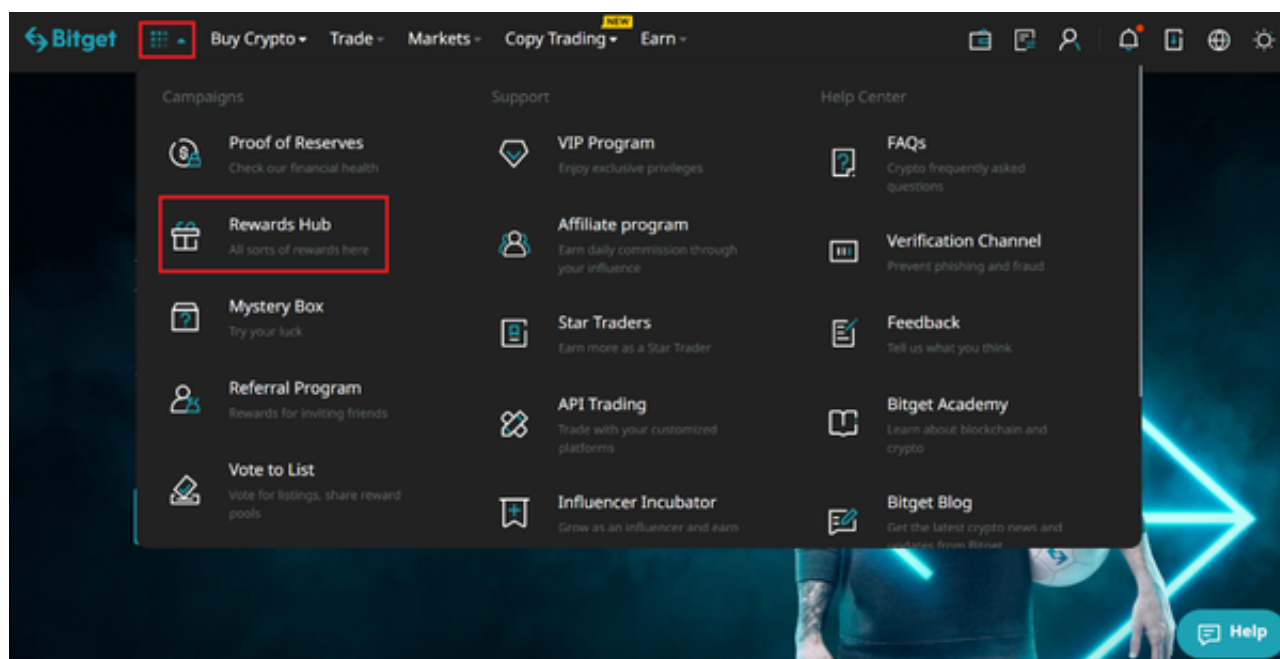 Bitget
Buy Crypto
Trade
Markets
Copy Trading
NEW
Earn
Campaigns
Support
Help Center
Proof of Reserves
Check our financial health
Rewards Hub
All sorts of rewards here
Mystery Box
Try your luck
Referral Program
Rewards for inviting friends
Vote to List
Vote for listings, share reward
pools
VIP Program
Enjoy exclusive privileges
Affiliate program
Earn daily commission through
your influence
Star Traders
Earn more as a Star Trader
API Trading
Trade with your customized
platforms
Influencer Incubator
Grow as an influencer and earn
FAQs
Crypto frequently asked
questions
Verification Channel
Prevent phishing and fraud
Feedback
Tell us what you think
Bitget Academy
Learn about blockchain and
crypto
Bitget Blog
Get the latest crypto news and
updates from Bitget
Help